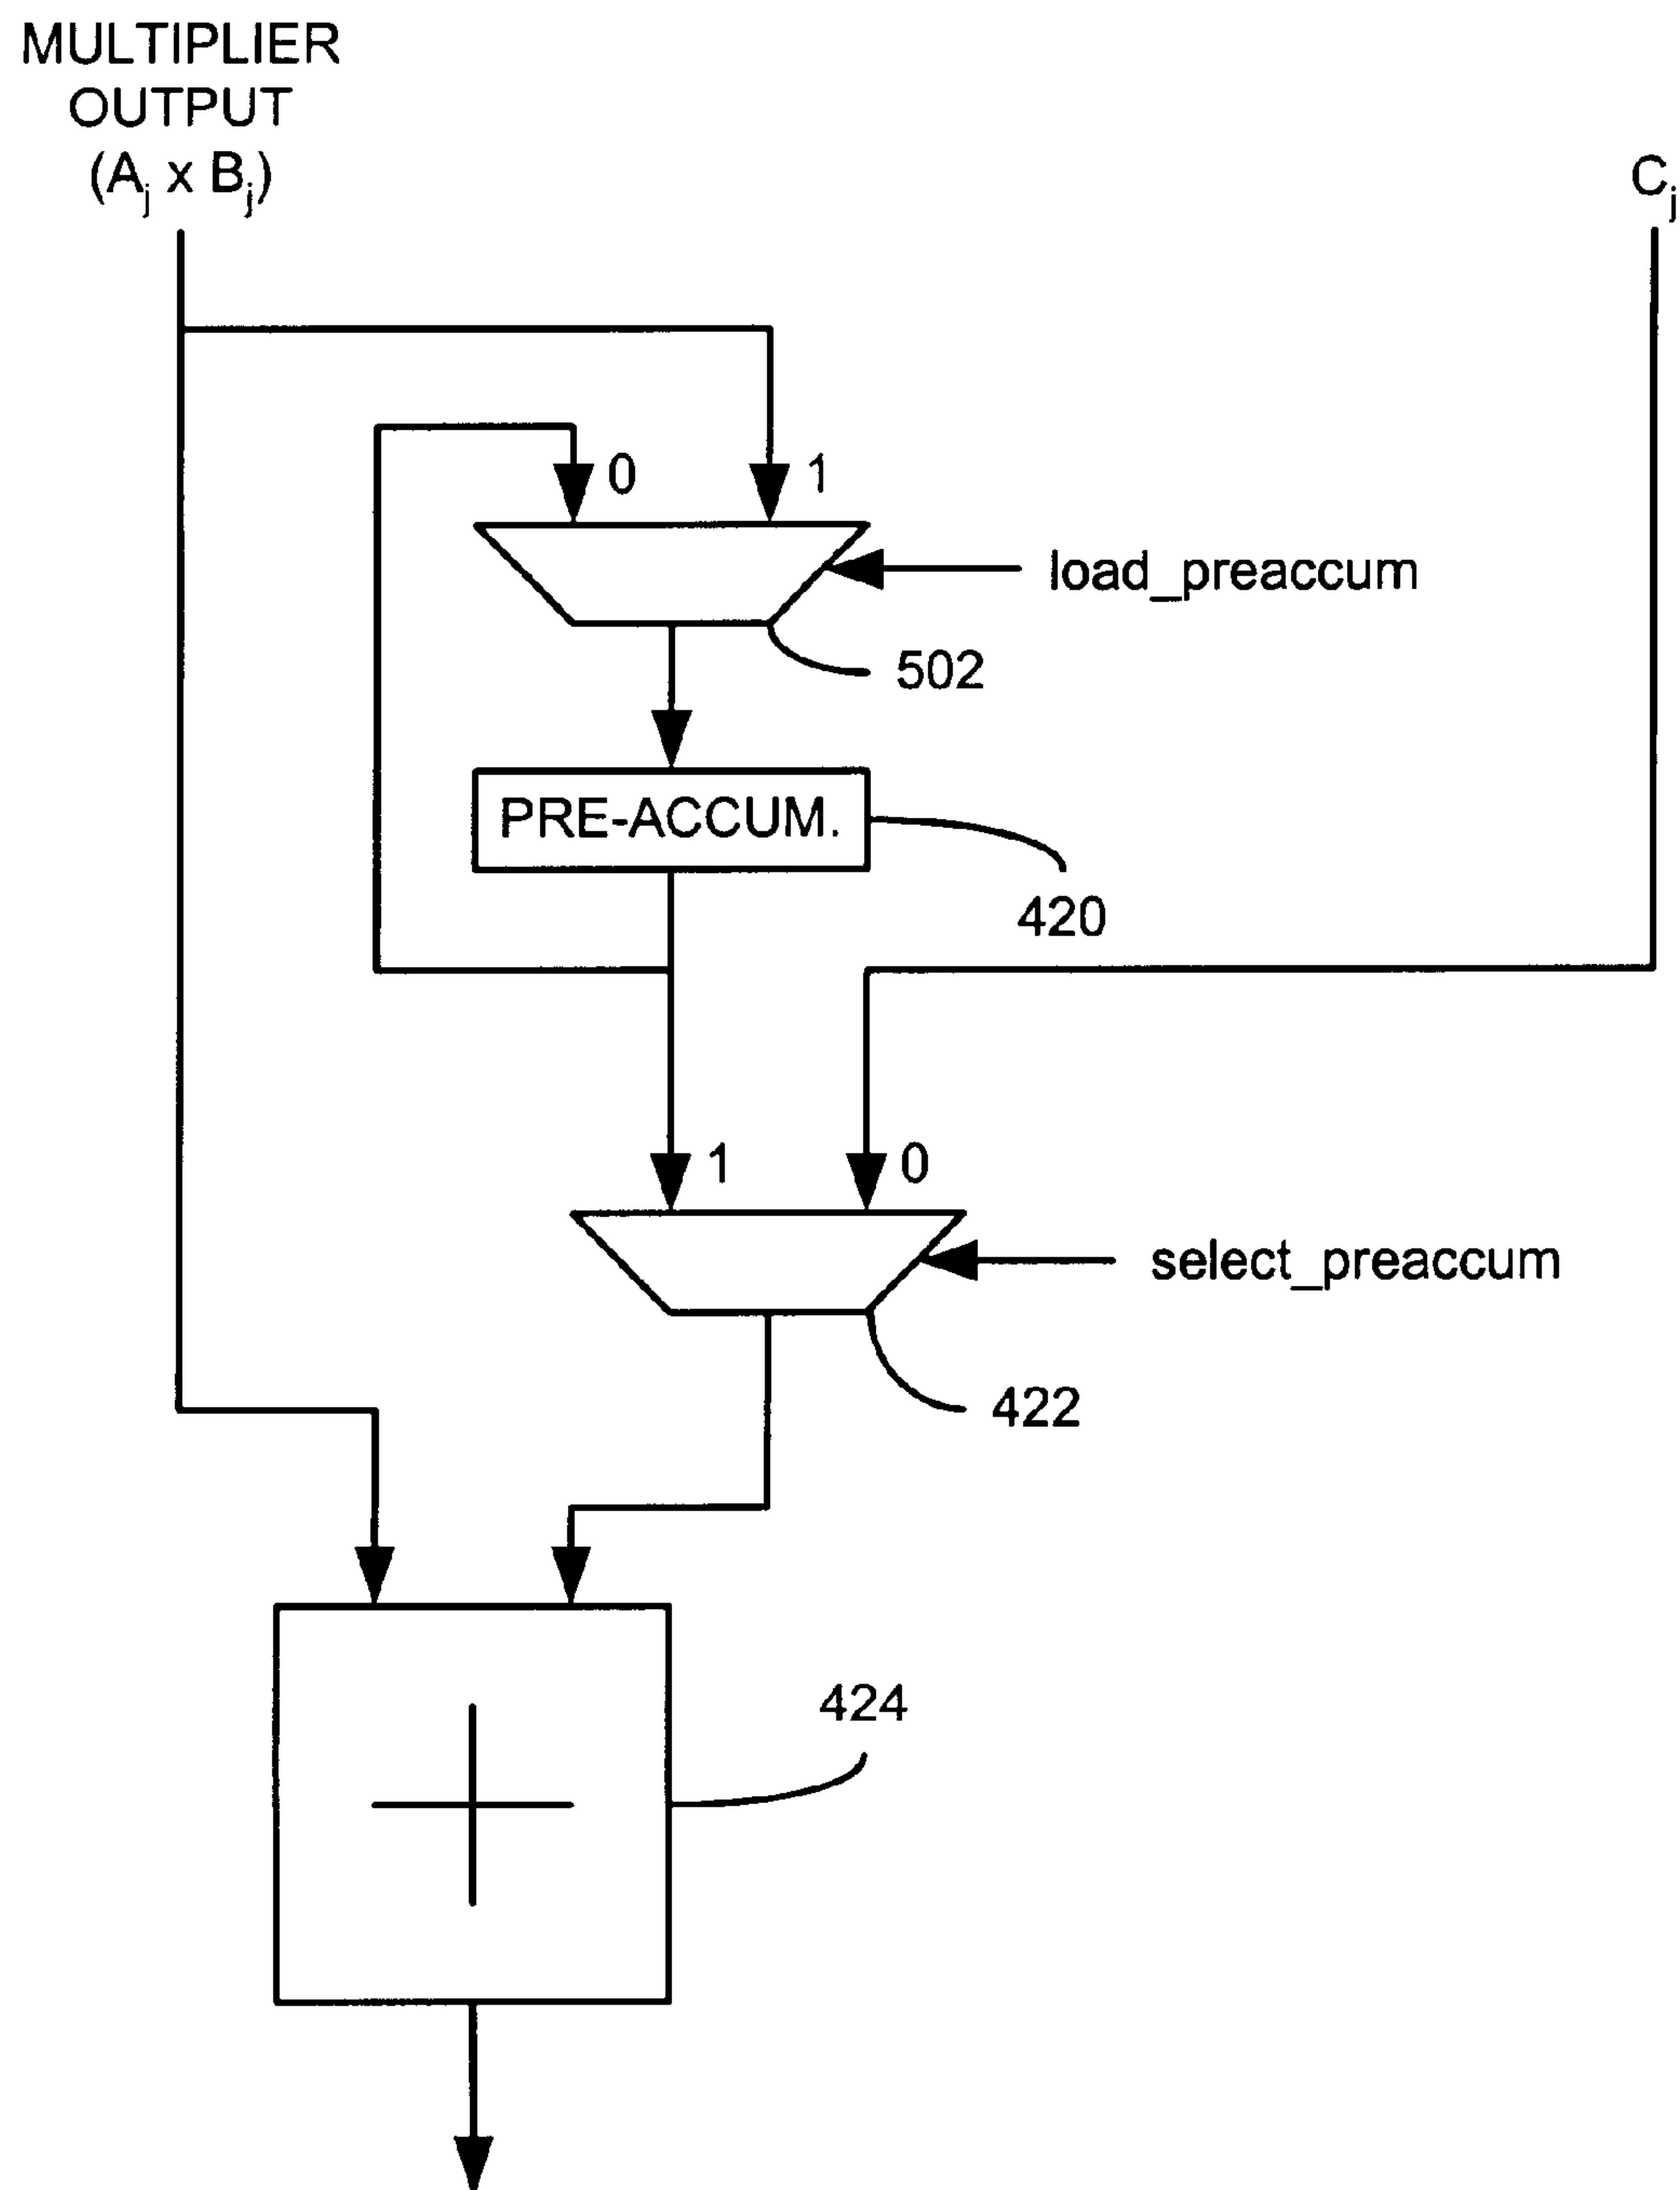 MULTIPLIER
OUTPUT
(Aj x Bj)
Cj
0
1
load_preaccum
502
PRE-ACCUM.
420
1
0
select_preaccum
422
424